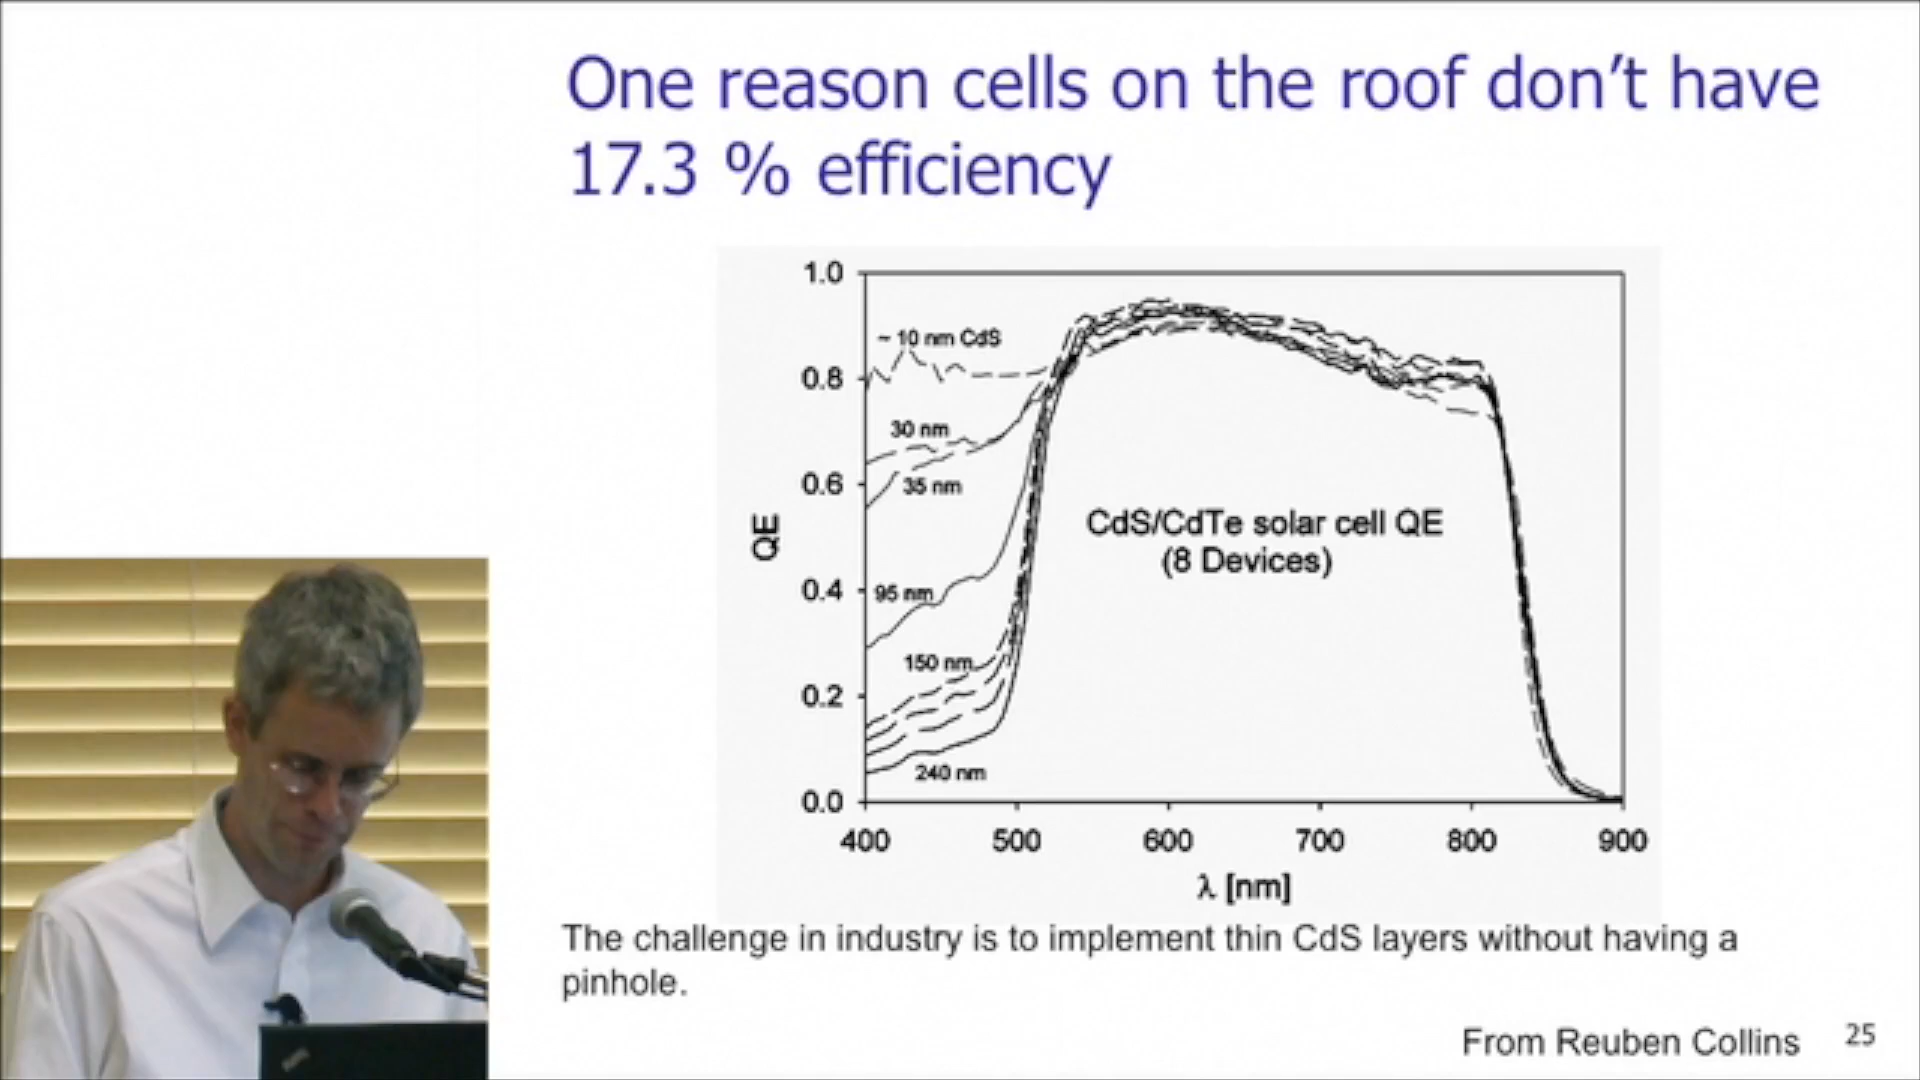 One reason cells on the roof don't have
17.3 % efficiency
1.0
0.8
0.6
0.4
0.2
0.0
QE
~ 10 nm CdS
30 nm
35 nm
95 nm
150 nm
240 nm
CdS/CdTe solar cell QE
(8 Devices)
400 500 600 700 800 900
λ [nm]
The challenge in industry is to implement thin CdS layers without having a
pinhole.
From Reuben Collins 25